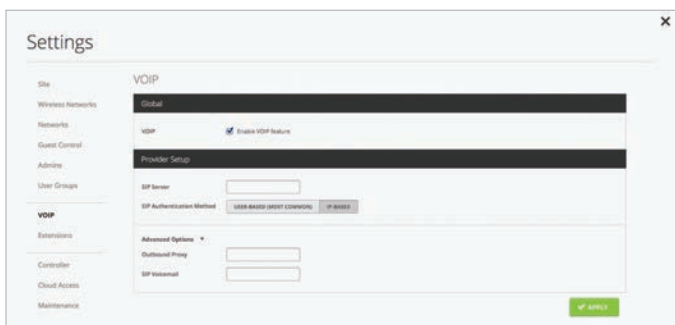 Settings
Site
Wireless Networks
Networks
Guest Control
Admins
User Groups
VOIP
Extensions
Controller
Cloud Access
Maintenance
VOIP
Global
VOIP Enable VOIP feature
Provider Setup
SIP Server
SIP Authentication Method USER-BASED (MOST COMMON) IP-BASED
Advanced Options
Outbound Proxy
SIP Voicemail
APPLY